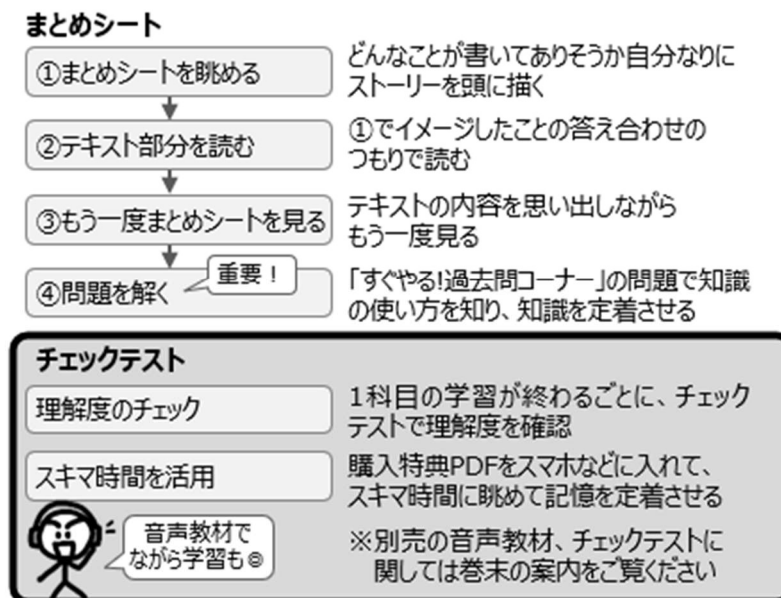 まとめシート
①まとめシートを眺める
どんなことが書いてありそうか自分なりに
ストーリーを頭に描く
②テキスト部分を読む
①でイメージしたことの答え合わせの
つもりで読む
③もう一度まとめシートを見る
テキストの内容を思い出しながら
もう一度見る
④問題を解く
重要！
「すぐやる!過去問コーナー」の問題で知識
の使い方を知り、知識を定着させる
チェックテスト
理解度のチェック
1科目の学習が終わるごとに、チェック
テストで理解度を確認
スキマ時間を活用
購入特典PDFをスマホなどに入れて、
スキマ時間に眺めて記憶を定着させる
音声教材で
ながら学習も◎
※別売の音声教材、チェックテストに
関しては巻末の案内をご覧ください